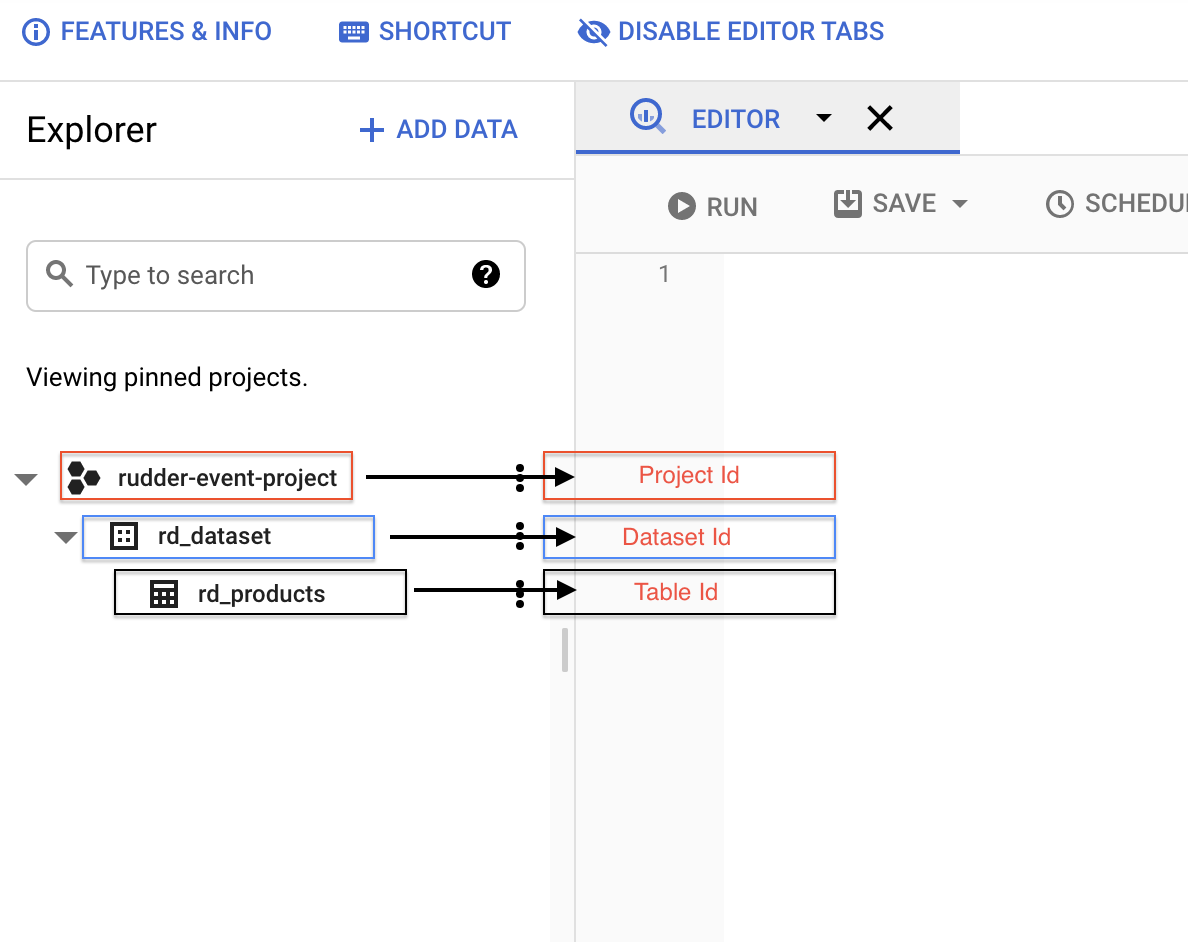 FEATURES & INFO SHORTCUT DISABLE EDITOR TABS
Explorer ADD DATA
EDITOR
RUN SAVE SCHEDU
Type to search
1
Viewing pinned projects.
rudder-event-project Project Id
rd_dataset Dataset Id
rd_products Table Id